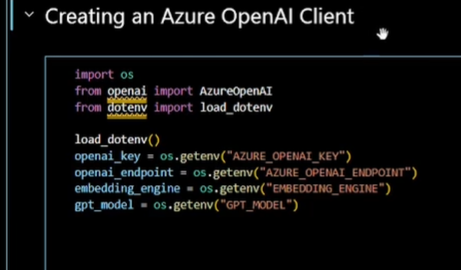 Creating an Azure OpenAI Client
import os
from openai import AzureOpenAI
from dotenv import load_dotenv
load_dotenv()
openai_key = os.getenv("AZURE_OPENAI_KEY")
openai_endpoint = os.getenv("AZURE_OPENAI_ENDPOINT")
embedding_engine = os.getenv("EMBEDDING_ENGINE")
gpt_model = os.getenv("GPT_MODEL")